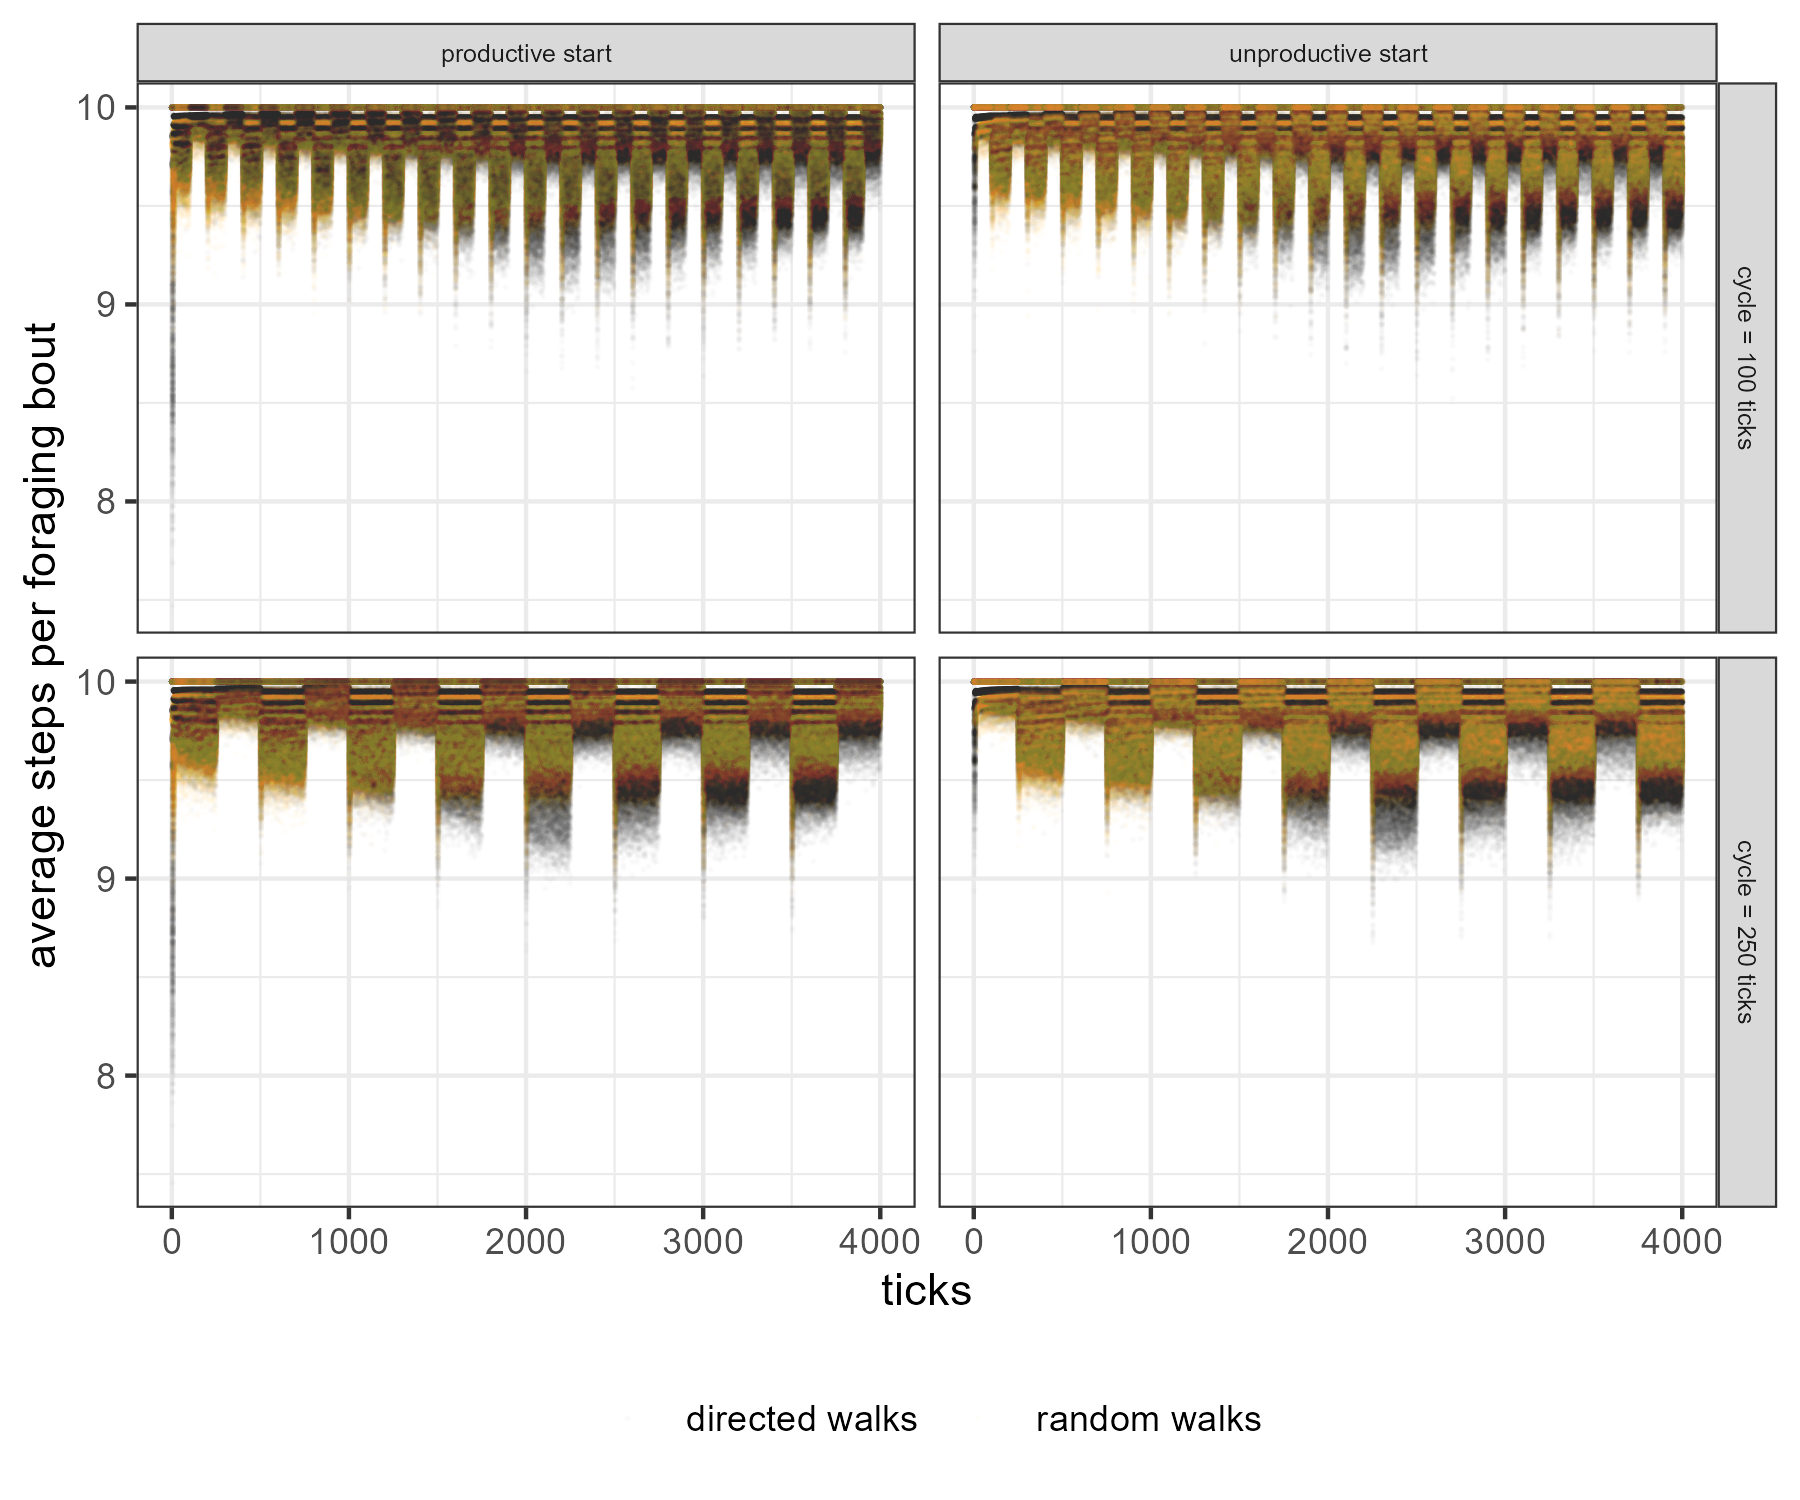 productive start
unproductive start
10
9
8
cycle = 100 ticks
average steps per foraging bout
10
9
8
cycle = 250 ticks
0 1000 2000 3000 4000
0 1000 2000 3000 4000
ticks
directed walks
random walks